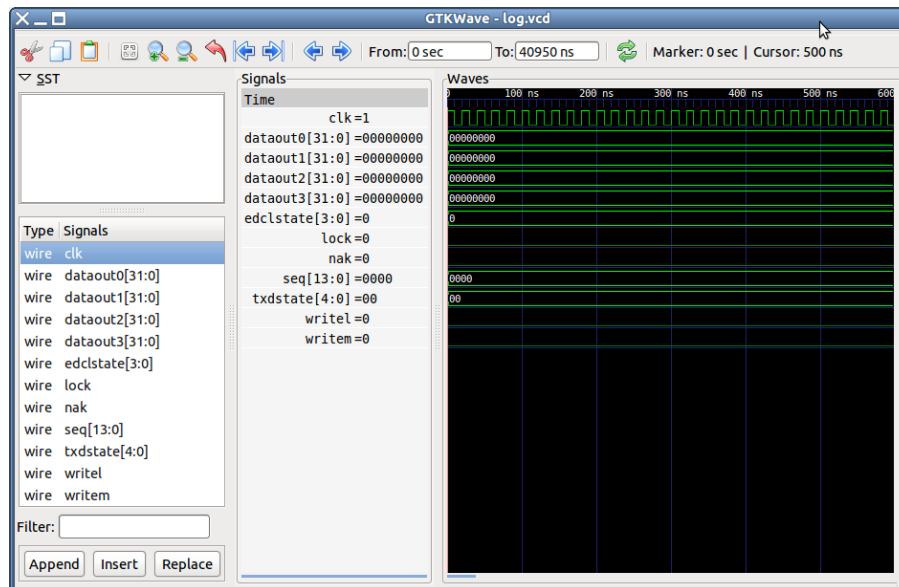 GTKWave - log.vcd
From: 0 sec To: 40950 ns Marker: 0 sec | Cursor: 500 ns
SST
Type Signals
wire clk
wire dataout0[31:0]
wire dataout1[31:0]
wire dataout2[31:0]
wire dataout3[31:0]
wire edclstate[3:0]
wire lock
wire nak
wire seq[13:0]
wire txdstate[4:0]
wire writel
wire writem
Filter:
Append Insert Replace
Signals
Time
clk =1
dataout0[31:0] =00000000
dataout1[31:0] =00000000
dataout2[31:0] =00000000
dataout3[31:0] =00000000
edclstate[3:0] =0
lock =0
nak =0
seq[13:0] =0000
txdstate[4:0] =00
writel =0
writem =0
Waves
100 ns 200 ns 300 ns 400 ns 500 ns 600
00000000
00000000
00000000
00000000
0
0000
00